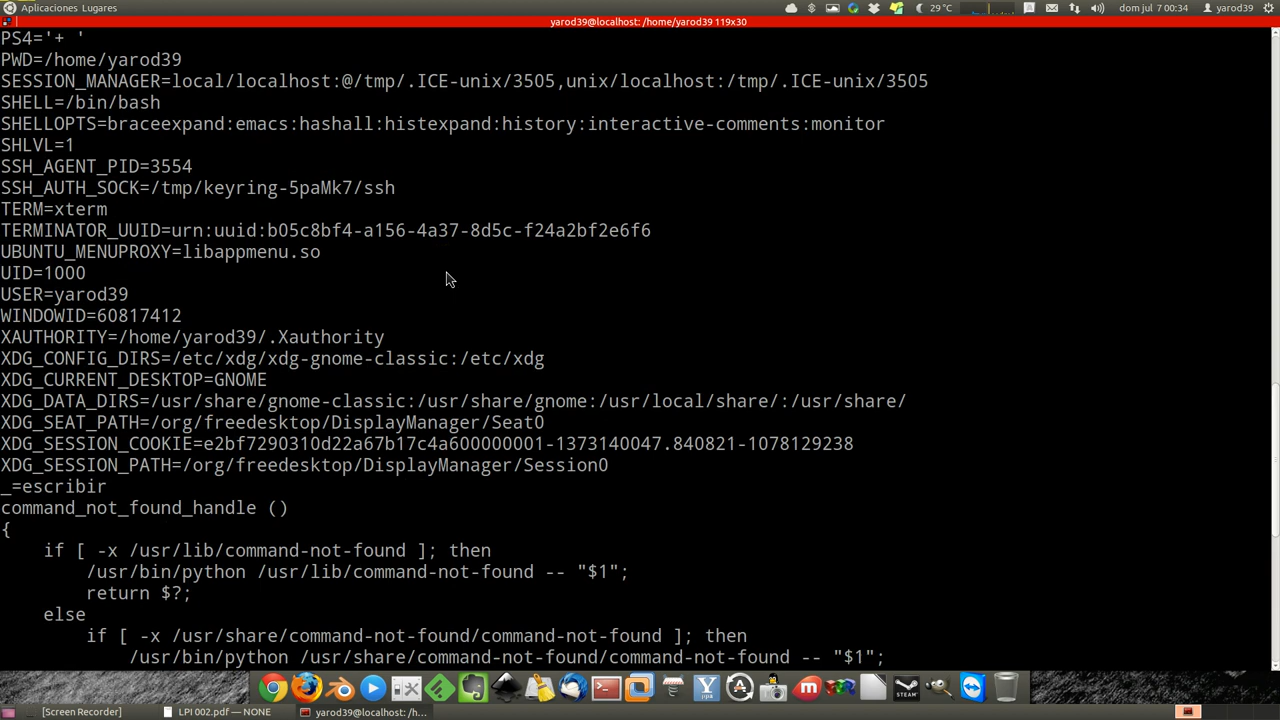 Aplicaciones Lugares
29 °C
dom jul 7 00:34
yarod39
yarod39@localhost: /home/yarod39 119x30
PS4='+ '
PWD=/home/yarod39
SESSION_MANAGER=local/localhost:@/tmp/.ICE-unix/3505,unix/localhost:/tmp/.ICE-unix/3505
SHELL=/bin/bash
SHELLOPTS=braceexpand:emacs:hashall:histexpand:history:interactive-comments:monitor
SHLVL=1
SSH_AGENT_PID=3554
SSH_AUTH_SOCK=/tmp/keyring-5paMk7/ssh
TERM=xterm
TERMINATOR_UUID=urn:uuid:b05c8bf4-a156-4a37-8d5c-f24a2bf2e6f6
UBUNTU_MENUPROXY=libappmenu.so
UID=1000
USER=yarod39
WINDOWID=60817412
XAUTHORITY=/home/yarod39/.Xauthority
XDG_CONFIG_DIRS=/etc/xdg/xdg-gnome-classic:/etc/xdg
XDG_CURRENT_DESKTOP=GNOME
XDG_DATA_DIRS=/usr/share/gnome-classic:/usr/share/gnome:/usr/local/share/:/usr/share/
XDG_SEAT_PATH=/org/freedesktop/DisplayManager/Seat0
XDG_SESSION_COOKIE=e2bf7290310d22a67b17c4a600000001-1373140047.840821-1078129238
XDG_SESSION_PATH=/org/freedesktop/DisplayManager/Session0
_=escribir
command_not_found_handle ()
{
    if [ -x /usr/lib/command-not-found ]; then
        /usr/bin/python /usr/lib/command-not-found -- "$1";
        return $?;
    else
        if [ -x /usr/share/command-not-found/command-not-found ]; then
            /usr/bin/python /usr/share/command-not-found/command-not-found -- "$1";
STEAM
[Screen Recorder]
LPI 002.pdf — NONE
yarod39@localhost: /h...